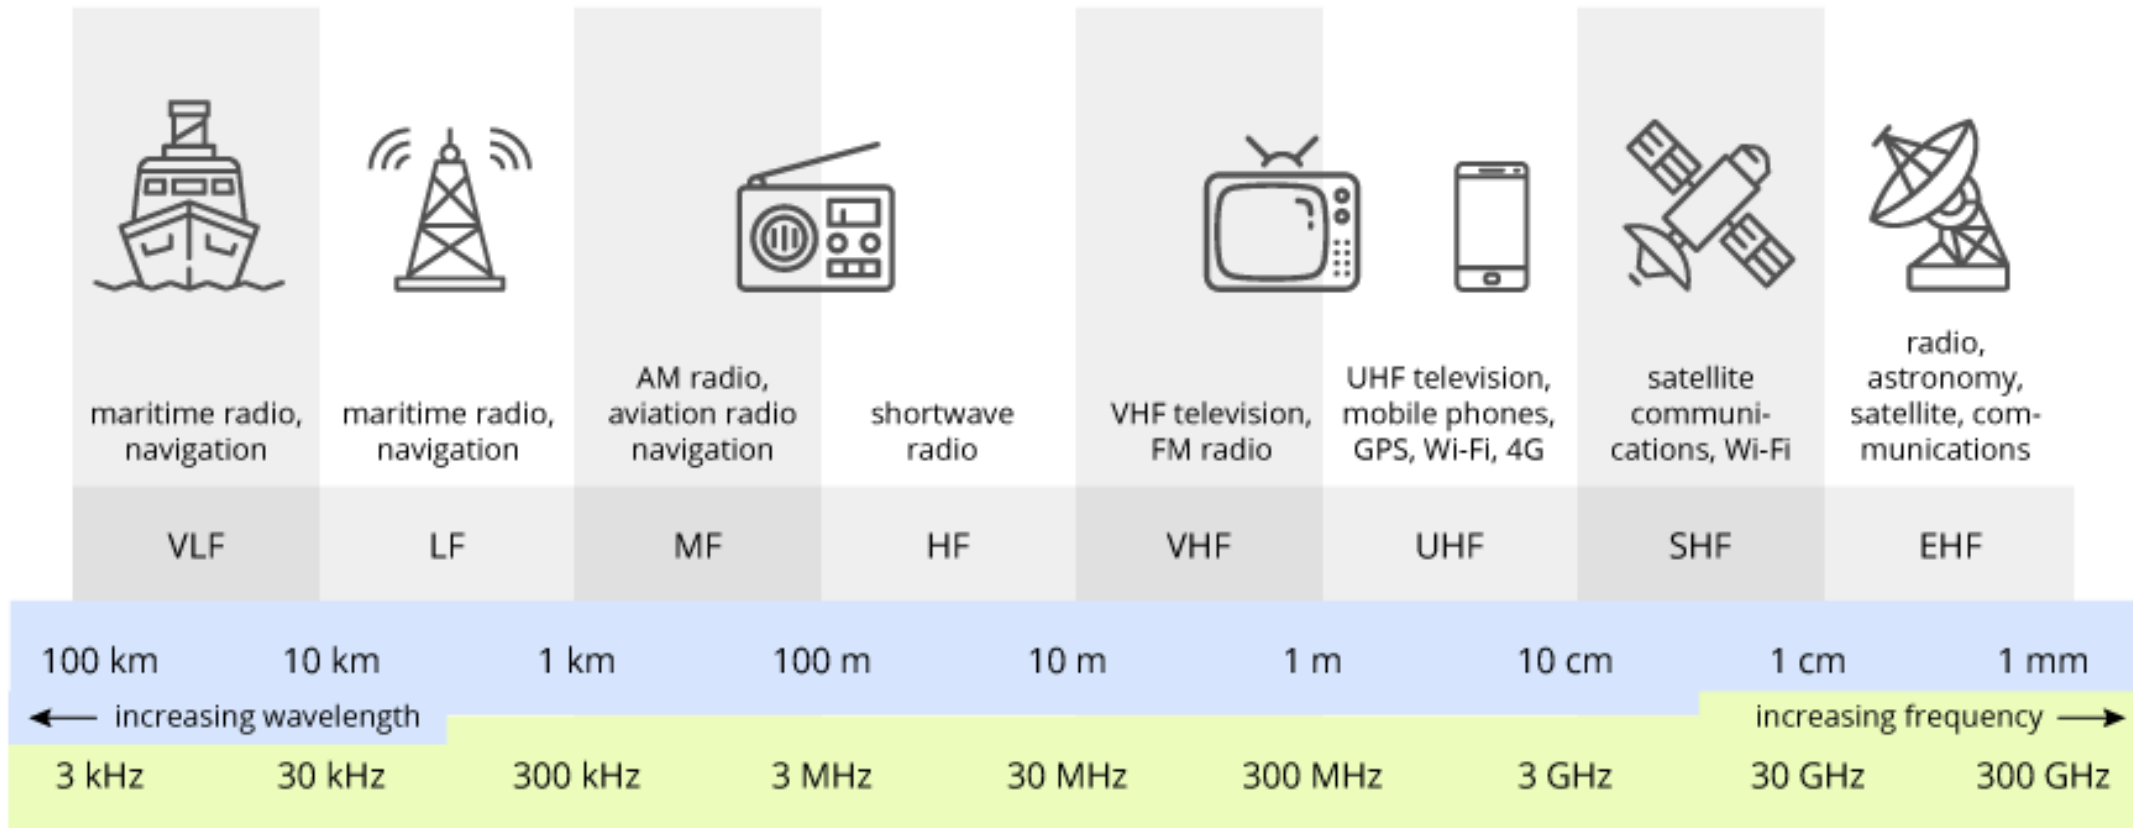 maritime radio,
navigation
maritime radio,
navigation
AM radio,
aviation radio
navigation
shortwave
radio
VHF television,
FM radio
UHF television,
mobile phones,
GPS, Wi-Fi, 4G
satellite
communi-
cations, Wi-Fi
radio,
astronomy,
satellite, com-
munications
VLF LF MF HF VHF UHF SHF EHF
100 km 10 km 1 km 100 m 10 m 1 m 10 cm 1 cm 1 mm
increasing wavelength increasing frequency
3 kHz 30 kHz 300 kHz 3 MHz 30 MHz 300 MHz 3 GHz 30 GHz 300 GHz